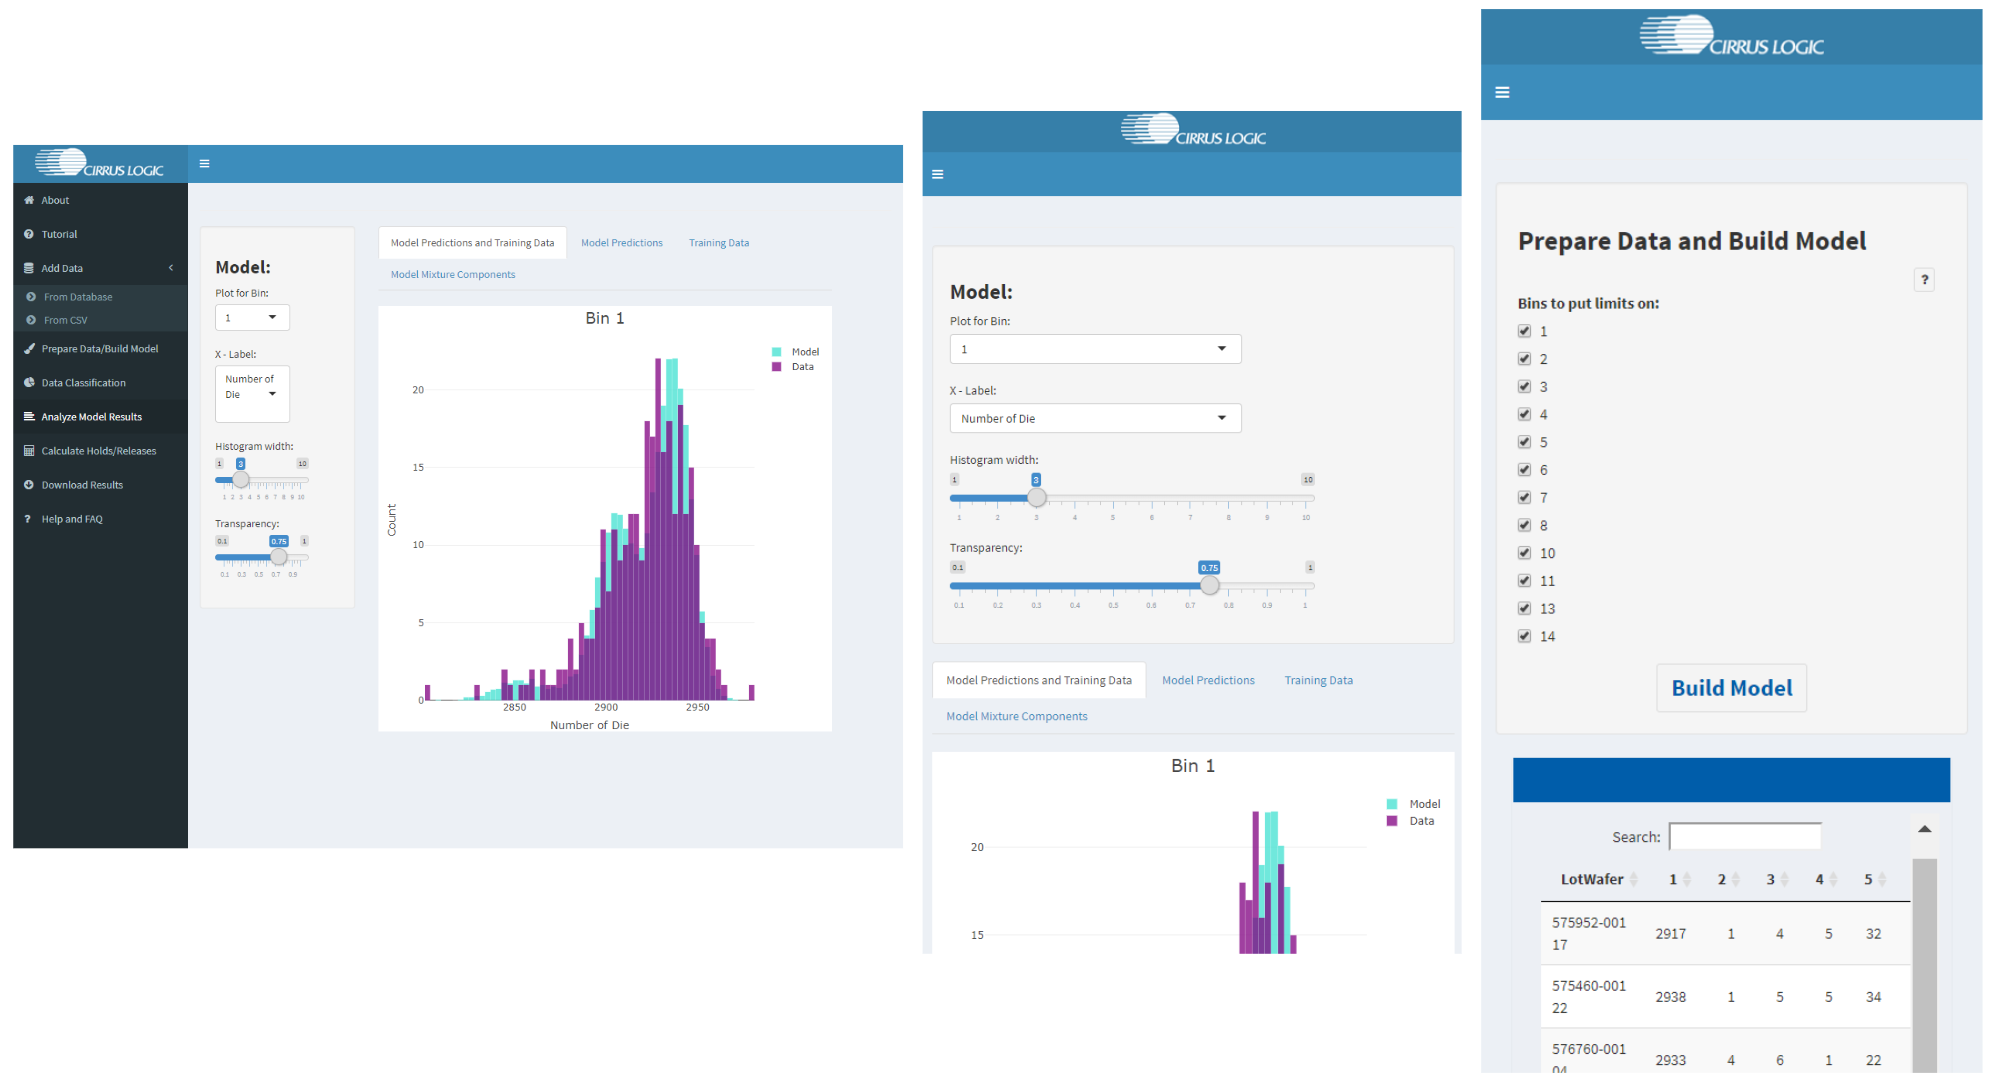 CIRRUS LOGIC
About
Tutorial
Add Data
From Database
From CSV
Prepare Data/Build Model
Data Classification
Analyze Model Results
Calculate Holds/Releases
Download Results
? Help and FAQ
Model:
Plot for Bin:
1
X - Label:
Number of
Die
Histogram width:
1 3 10
1 2 3 4 5 6 7 8 9 10
Transparency:
0.1 0.75 1
0.1 0.3 0.5 0.7 0.9
Model Predictions and Training Data Model Predictions Training Data
Model Mixture Components
Bin 1
Model
Data
20
15
10
5
0
Count
2850 2900 2950
Number of Die
CIRRUS LOGIC
Model:
Plot for Bin:
1
X - Label:
Number of Die
Histogram width:
1 3 10
1 2 3 4 5 6 7 8 9 10
Transparency:
0.1 0.75 1
0.1 0.2 0.3 0.4 0.5 0.6 0.7 0.8 0.9 1
Model Predictions and Training Data Model Predictions Training Data
Model Mixture Components
Bin 1
Model
Data
20
15
CIRRUS LOGIC
Prepare Data and Build Model
?
Bins to put limits on:
1
2
3
4
5
6
7
8
10
11
13
14
Build Model
Search:
LotWafer 1 2 3 4 5
575952-001
17 2917 1 4 5 32
575460-001
22 2938 1 5 5 34
576760-001
04 2933 4 6 1 22